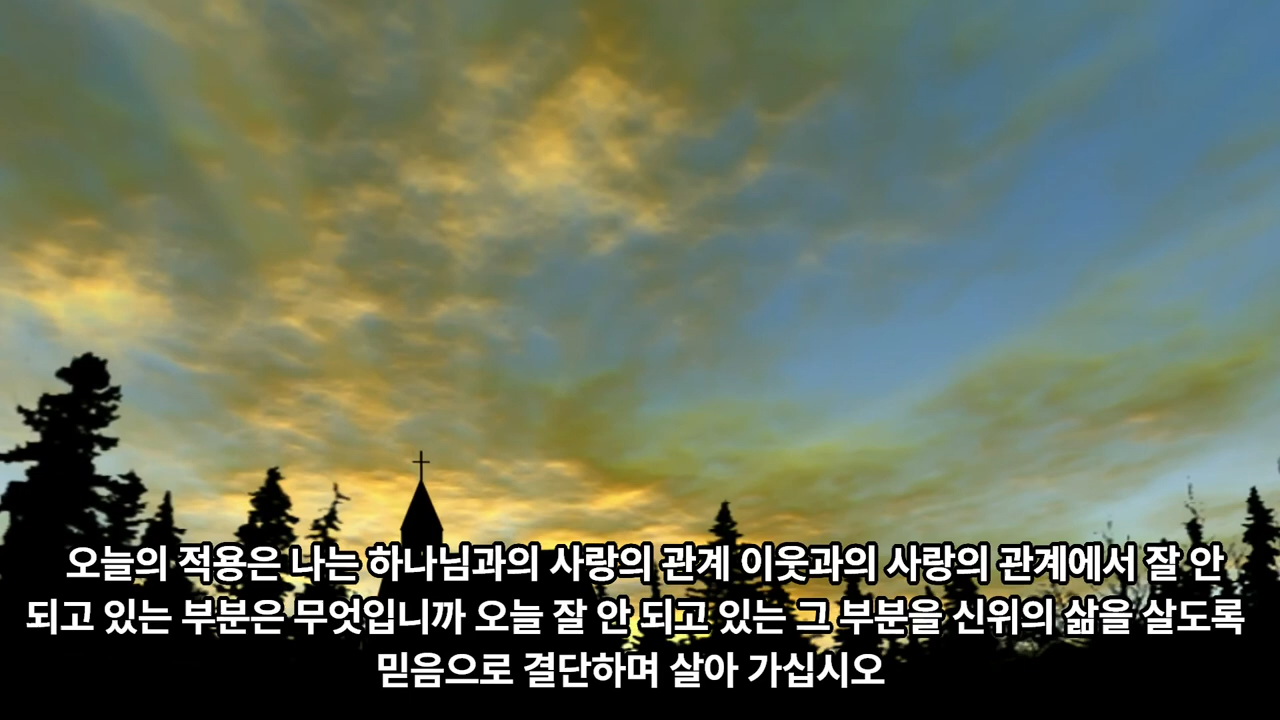 오늘의 적용은 나는 하나님과의 사랑의 관계 이웃과의 사랑의 관계에서 잘 안
되고 있는 부분은 무엇입니까 오늘 잘 안 되고 있는 그 부분을 신위의 삶을 살도록
믿음으로 결단하며 살아 가십시오